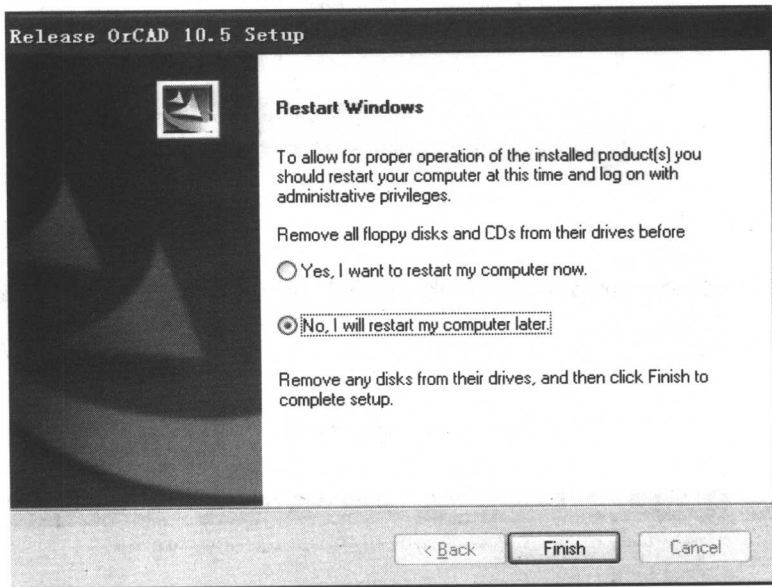 Release OrCAD 10.5 Setup
Restart Windows
To allow for proper operation of the installed product(s) you
should restart your computer at this time and log on with
administrative privileges.
Remove all floppy disks and CDs from their drives before
Yes, I want to restart my computer now.
No, I will restart my computer later.
Remove any disks from their drives, and then click Finish to
complete setup.
< Back Finish Cancel